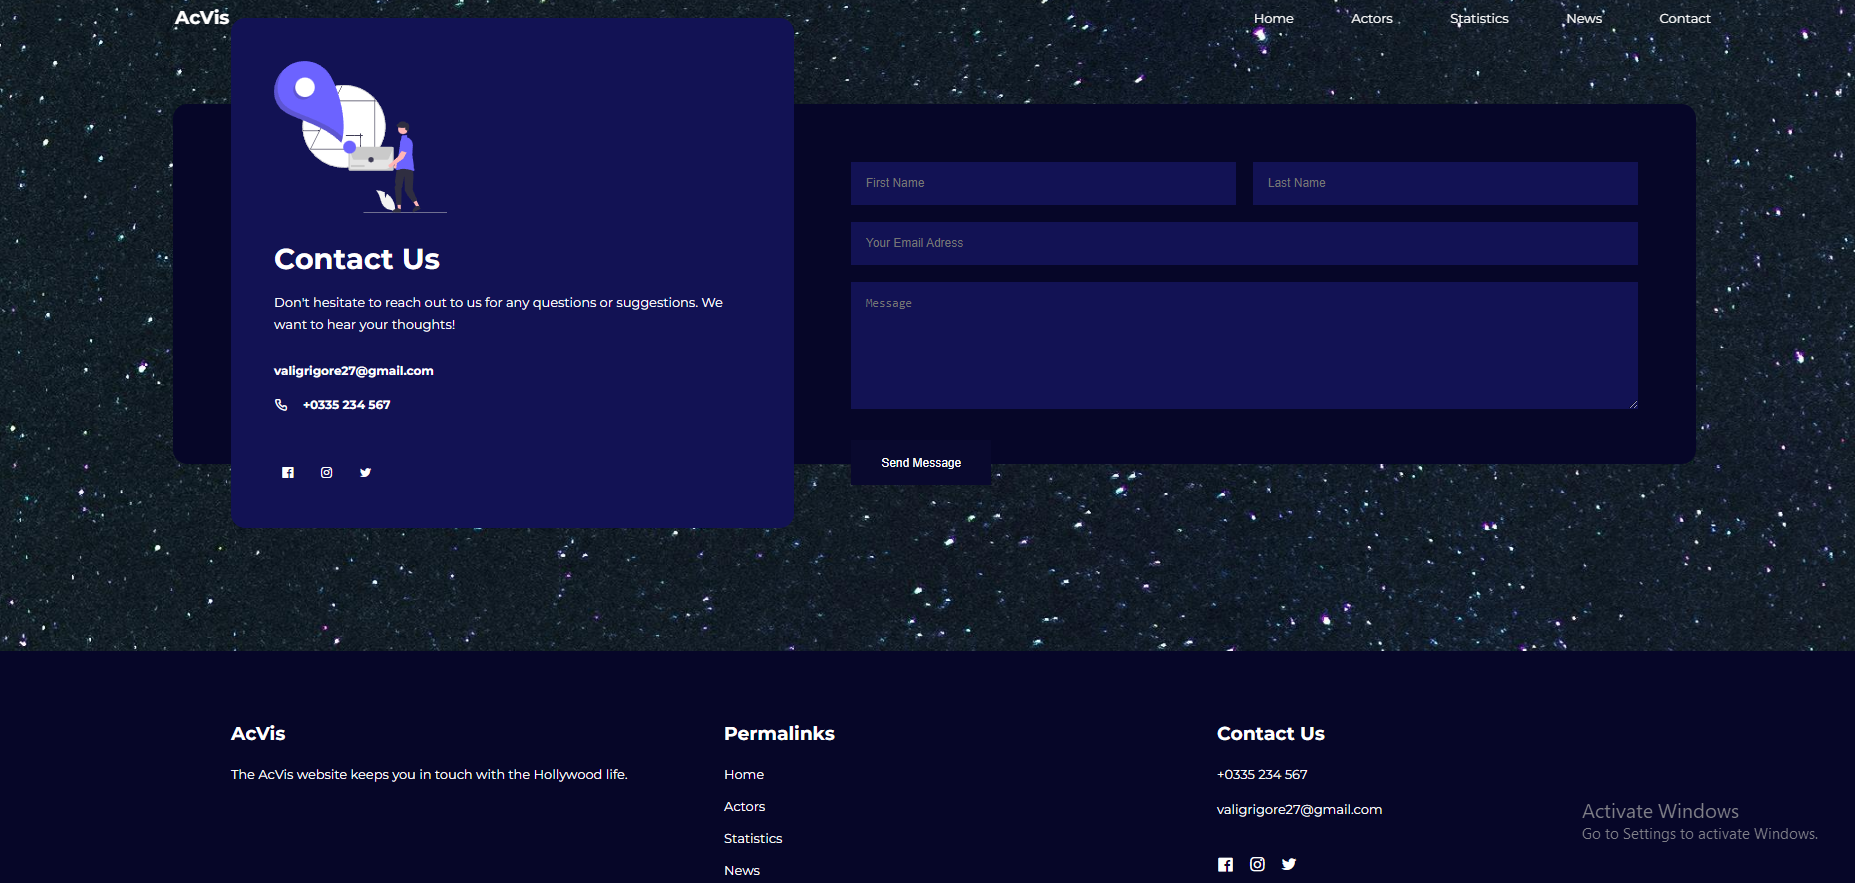 AcVis
Home
Actors
Statistics
News
Contact
Contact Us
Don't hesitate to reach out to us for any questions or suggestions. We
want to hear your thoughts!
valigrigore27@gmail.com
+0335 234 567
First Name
Last Name
Your Email Adress
Message
Send Message
AcVis
The AcVis website keeps you in touch with the Hollywood life.
Permalinks
Home
Actors
Statistics
News
Contact Us
+0335 234 567
valigrigore27@gmail.com
Activate Windows
Go to Settings to activate Windows.